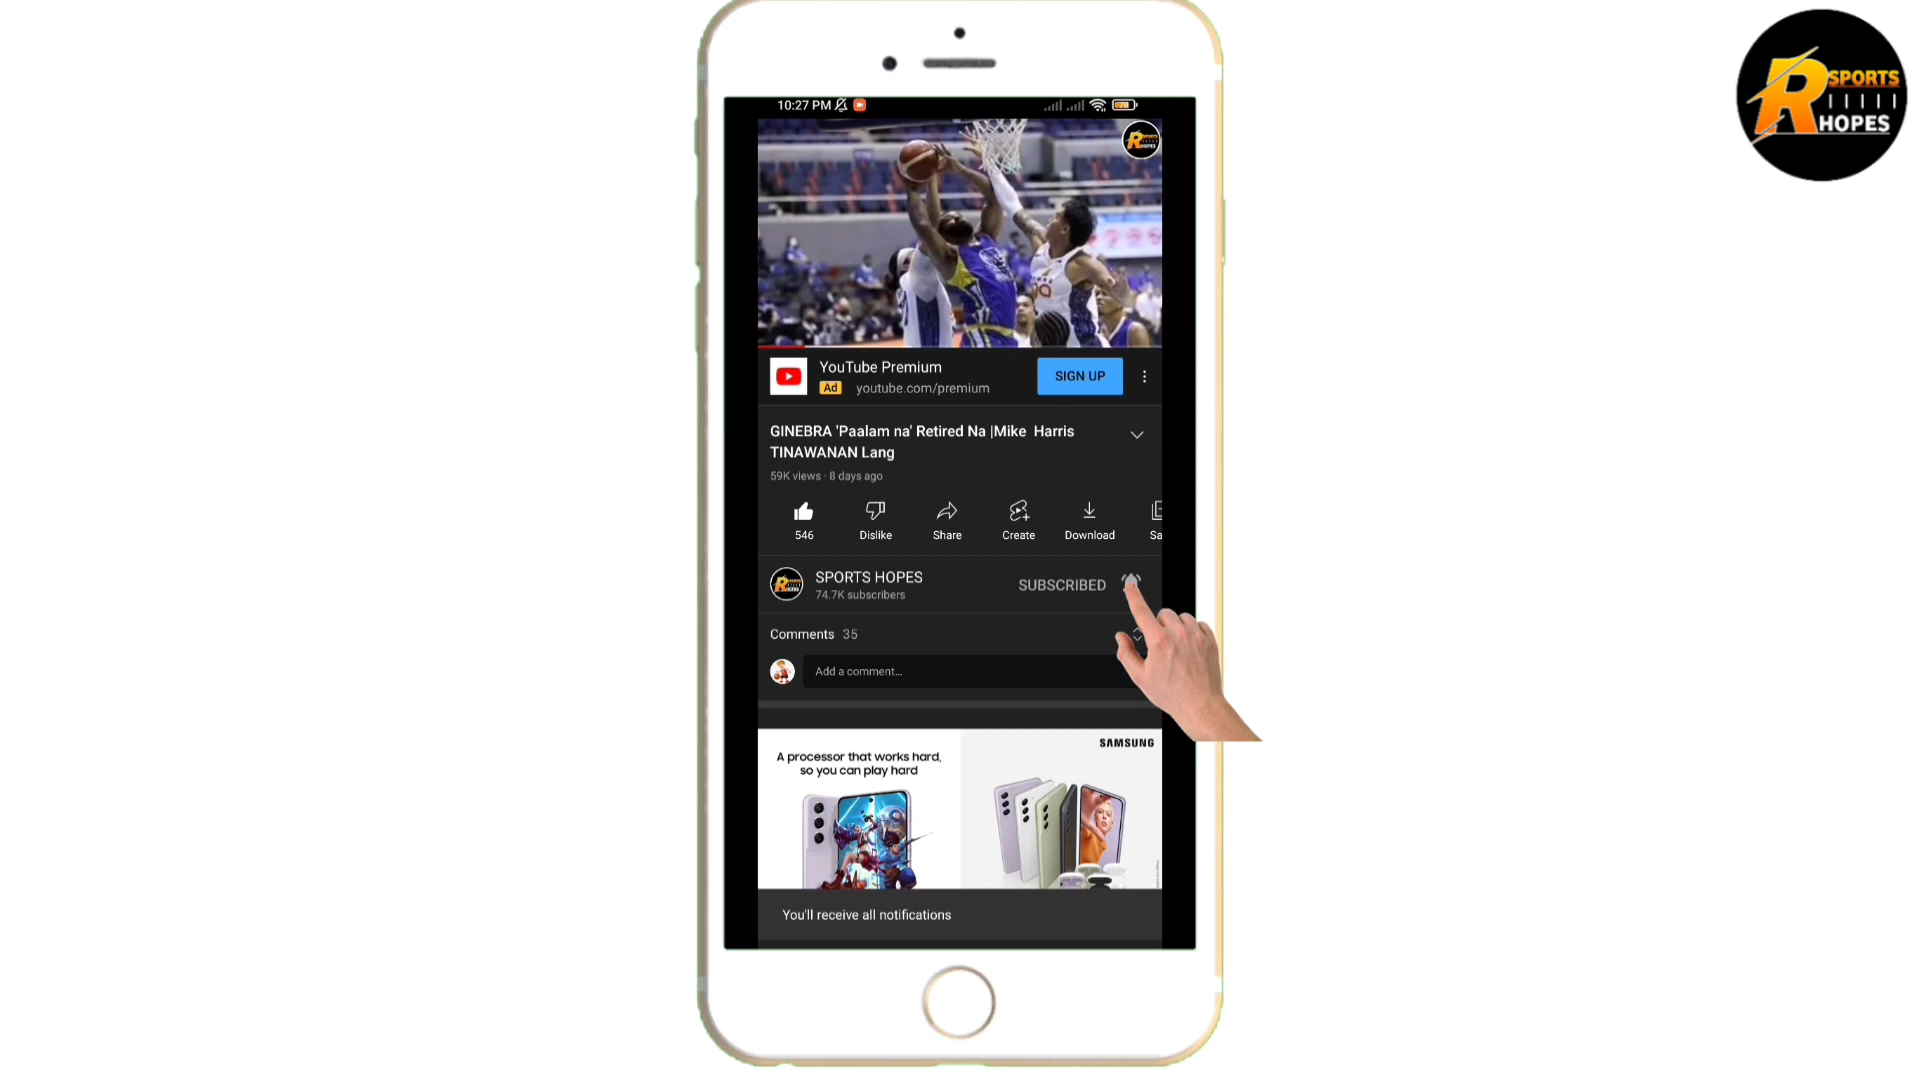 SPORTS
HOPES
10:27 PM
78
SPORTS
HOPES
YouTube Premium
SIGN UP
Ad youtube.com/premium
GINEBRA 'Paalam na' Retired Na |Mike Harris
TINAWANAN Lang
59K views · 8 days ago
546
Dislike
Share
Create
Download
Sa
SPORTS HOPES
SUBSCRIBED
74.7K subscribers
Comments 35
Add a comment...
A processor that works hard,
so you can play hard
SAMSUNG
You'll receive all notifications